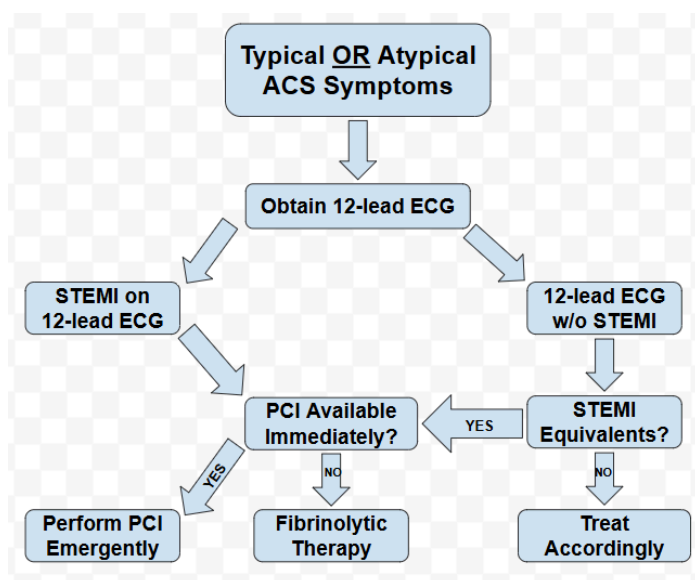 Typical OR Atypical
ACS Symptoms
Obtain 12-lead ECG
STEMI on
12-lead ECG
12-lead ECG
w/o STEMI
PCI Available
Immediately?
YES
STEMI
Equivalents?
YES
NO
NO
Perform PCI
Emergently
Fibrinolytic
Therapy
Treat
Accordingly